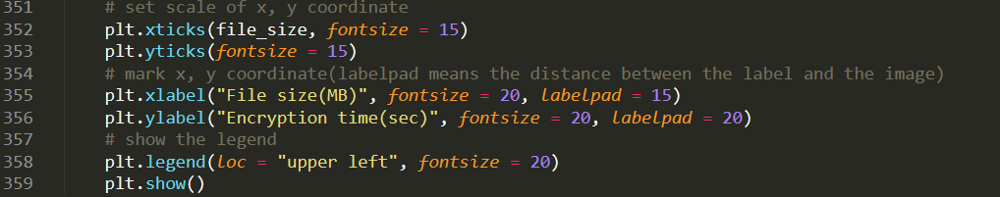 351 # set scale of x, y coordinate
352 plt.xticks(file_size, fontsize = 15)
353 plt.yticks(fontsize = 15)
354 # mark x, y coordinate(labelpad means the distance between the label and the image)
355 plt.xlabel("File size(MB)", fontsize = 20, labelpad = 15)
356 plt.ylabel("Encryption time(sec)", fontsize = 20, labelpad = 20)
357 # show the legend
358 plt.legend(loc = "upper left", fontsize = 20)
359 plt.show()